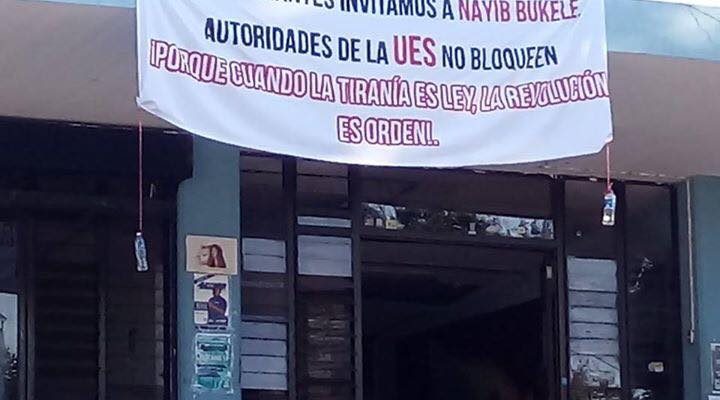 INVITAMOS A NAYIB BUKELE.
AUTORIDADES DE LA UES NO BLOQUEEN
¡PORQUE CUANDO LA TIRANÍA ES LEY, LA REVOLUCIÓN
ES ORDEN!.